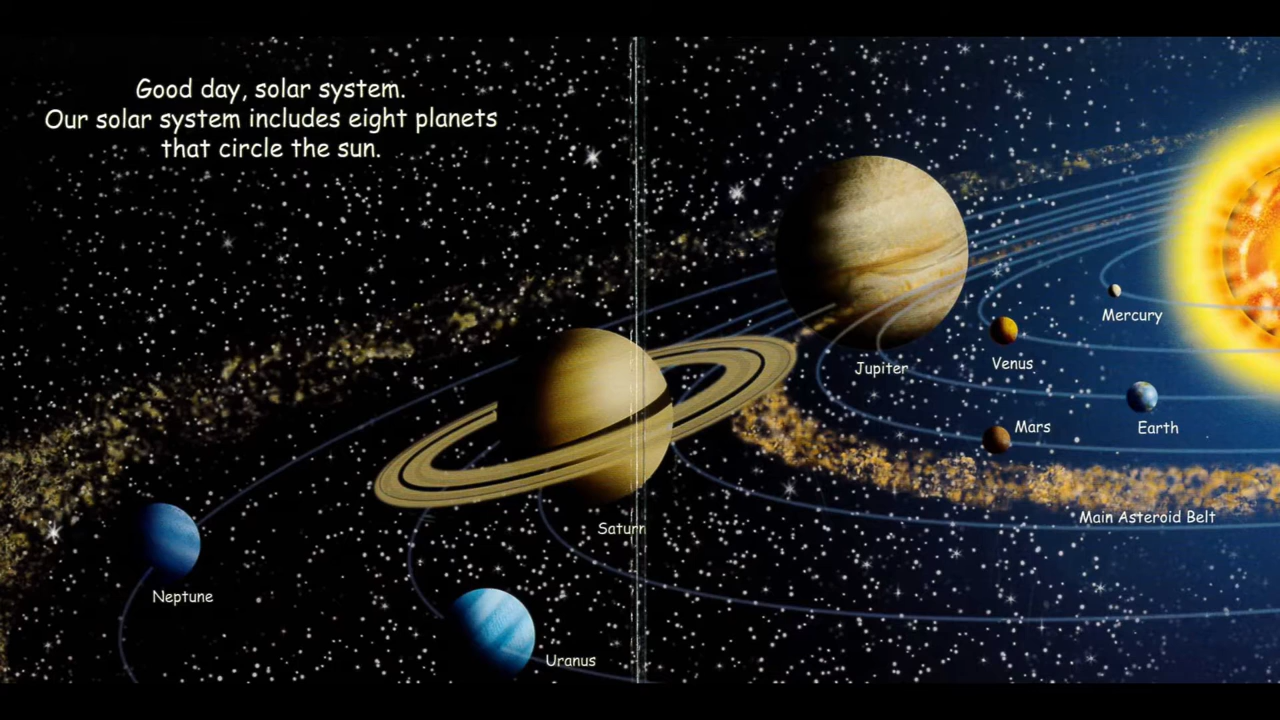 Good day, solar system.
Our solar system includes eight planets
that circle the sun.
Mercury
Jupiter
Venus
Mars
Earth
Main Asteroid Belt
Saturn
Neptune
Uranus